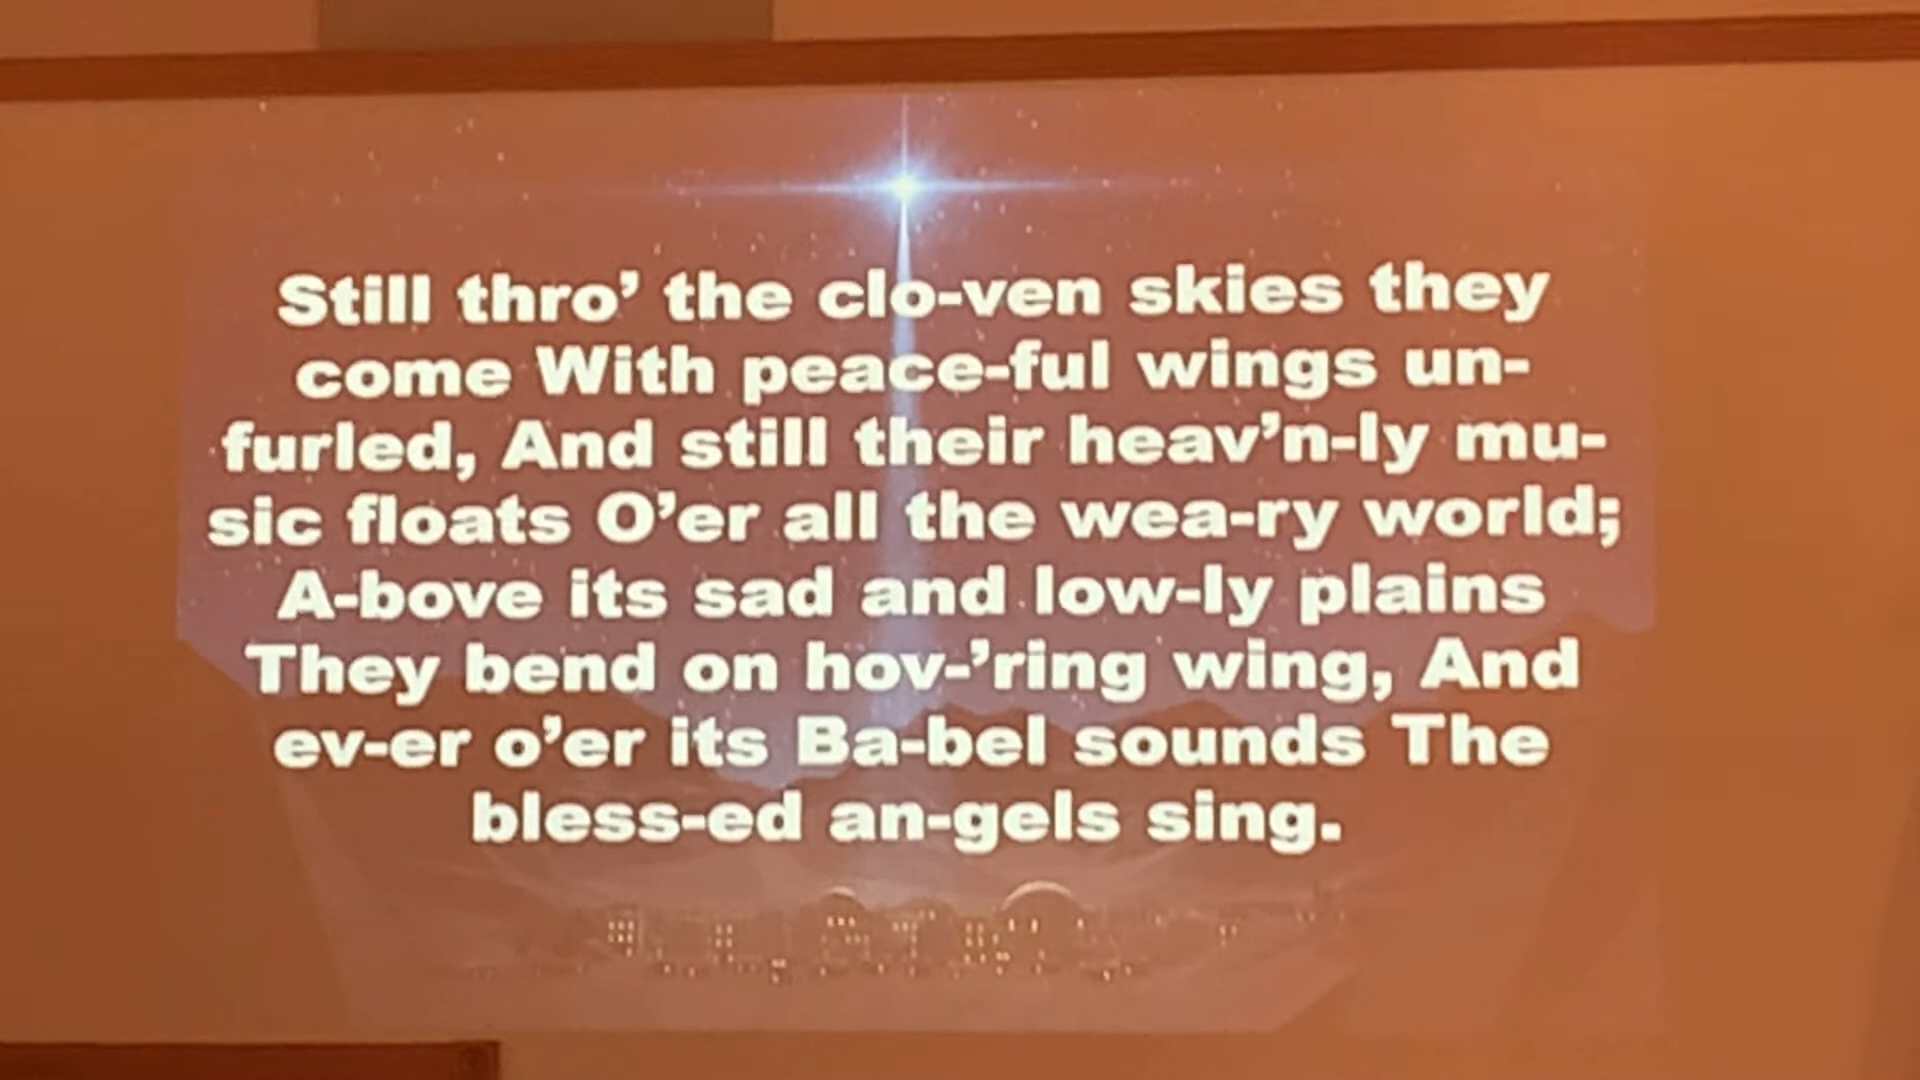 Still thro’ the clo-ven skies they
come With peace-ful wings un-
furled, And still their heav’n-ly mu-
sic floats O’er all the wea-ry world;
A-bove its sad and low-ly plains
They bend on hov-’ring wing, And
ev-er o’er its Ba-bel sounds The
bless-ed an-gels sing.